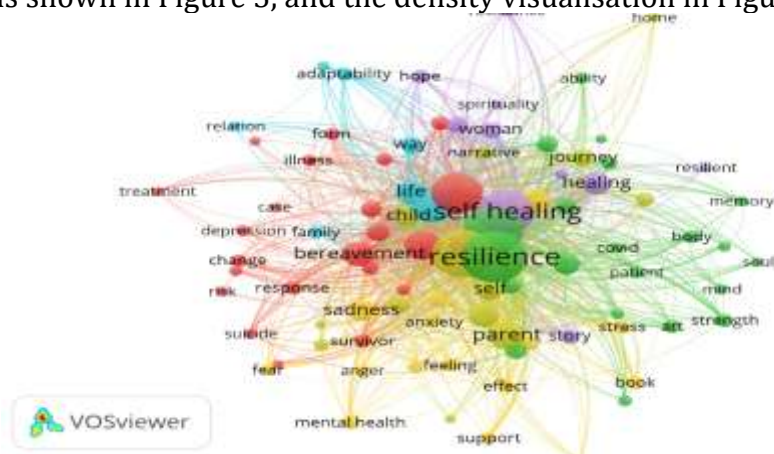 is shown in Figure 5, and the density visualisation in Figu
home
adaptability hope ability
spirituality
relation form way woman
illness narrative journey
treatment life healing resilient
case child self healing memory
depression family body
change bereavement resilience covid soul
patient
risk response self mind
sadness anxiety
suicide survivor parent story stress art strength
fear anger feeling
effect book
mental health
support
VOSviewer